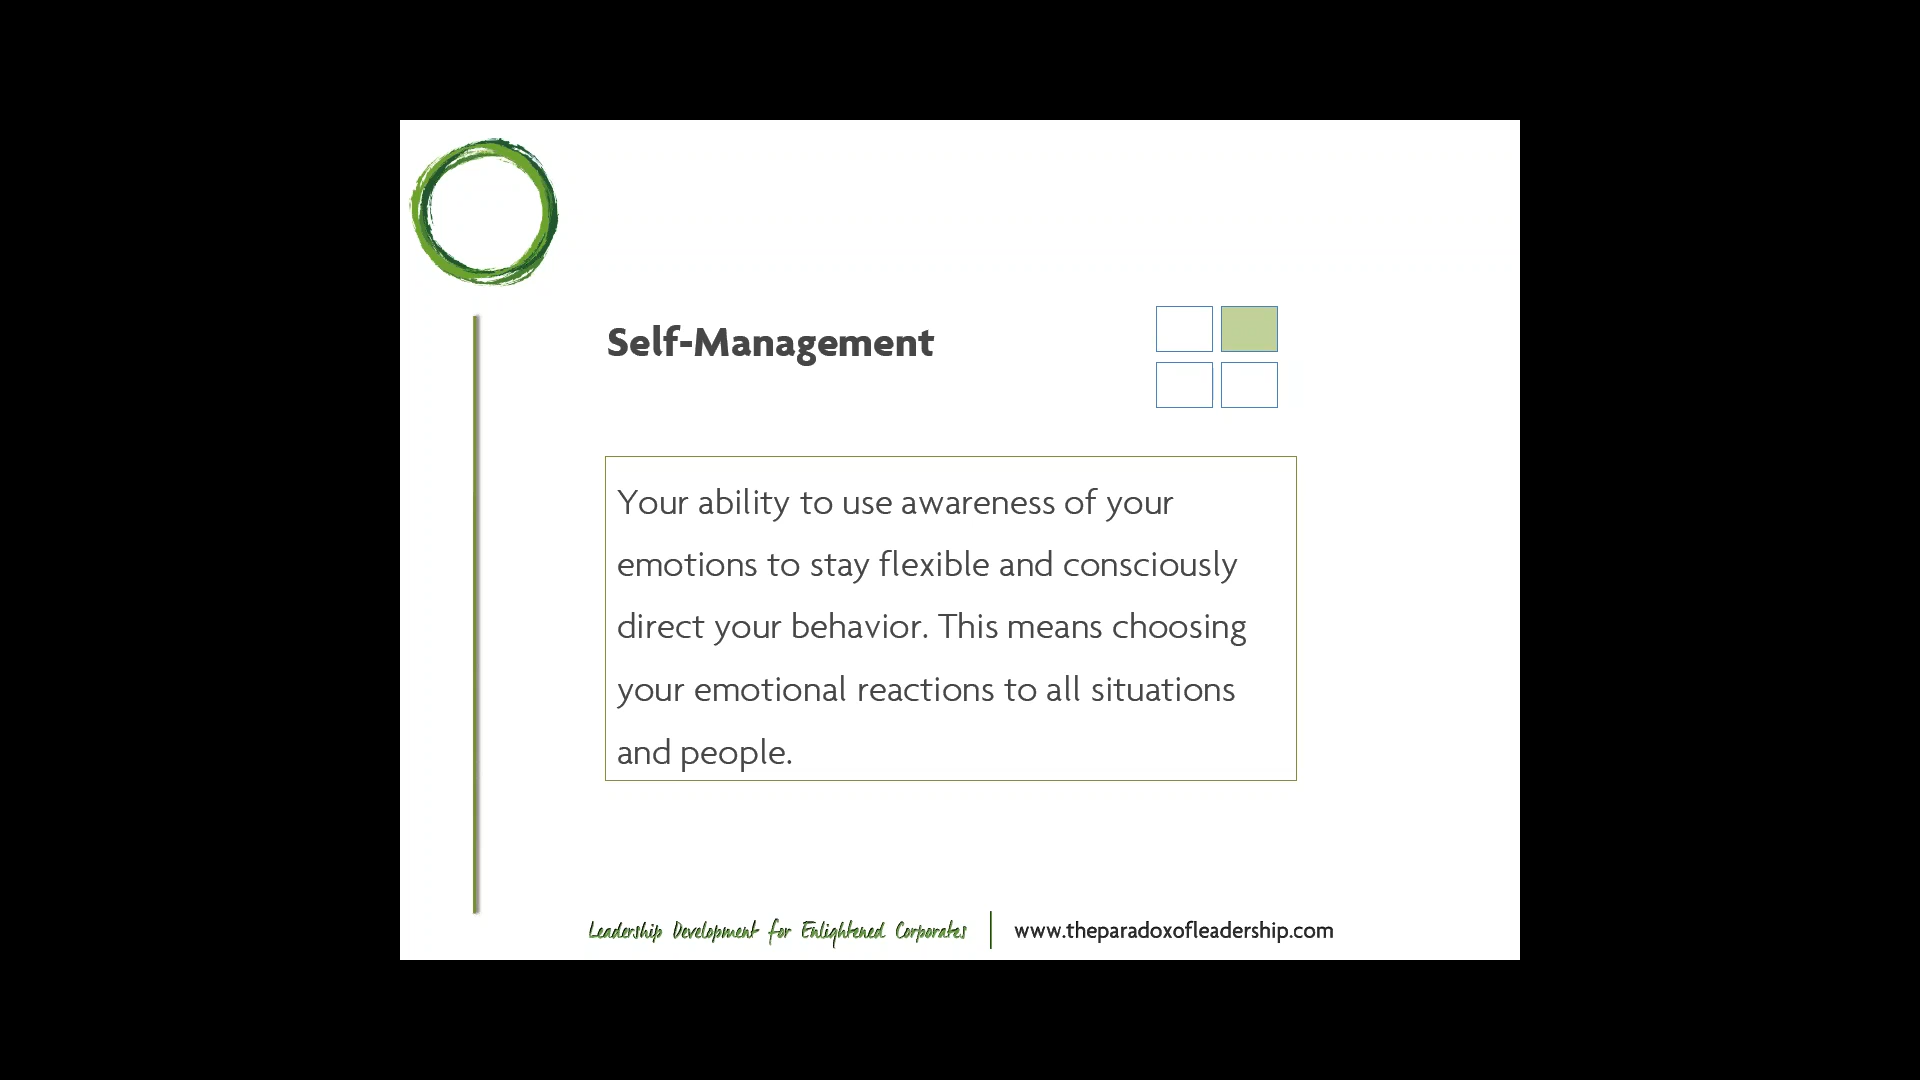 Self-Management
Your ability to use awareness of your
emotions to stay flexible and consciously
direct your behavior. This means choosing
your emotional reactions to all situations
and people.
Leadership Development for Enlightened Corporates | www.theparadoxofleadership.com